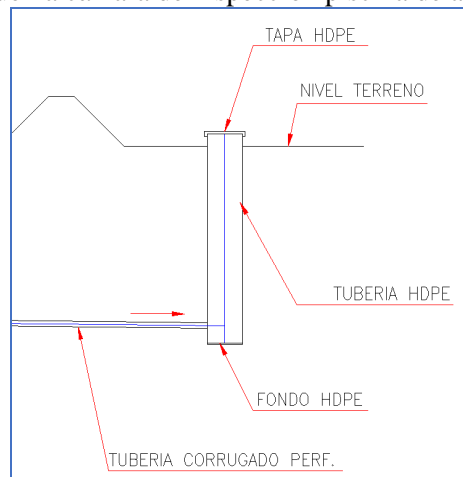 TAPA HDPE
NIVEL TERRENO
TUBERIA HDPE
FONDO HDPE
TUBERIA CORRUGADO PERF.